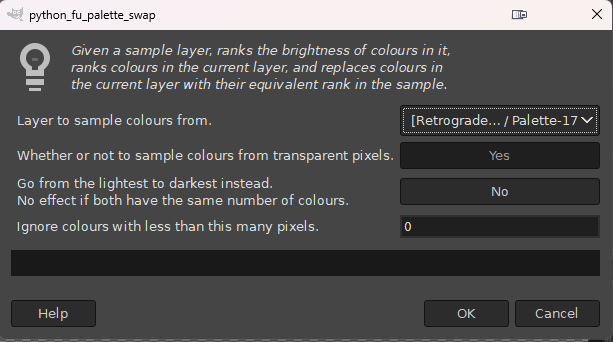 python_fu_palette_swap
Given a sample layer, ranks the brightness of colours in it,
ranks colours in the current layer, and replaces colours in
the current layer with their equivalent rank in the sample.
Layer to sample colours from.
[Retrograde... / Palette-17
Whether or not to sample colours from transparent pixels.
Yes
Go from the lightest to darkest instead.
No effect if both have the same number of colours.
No
Ignore colours with less than this many pixels.
0
Help
OK
Cancel